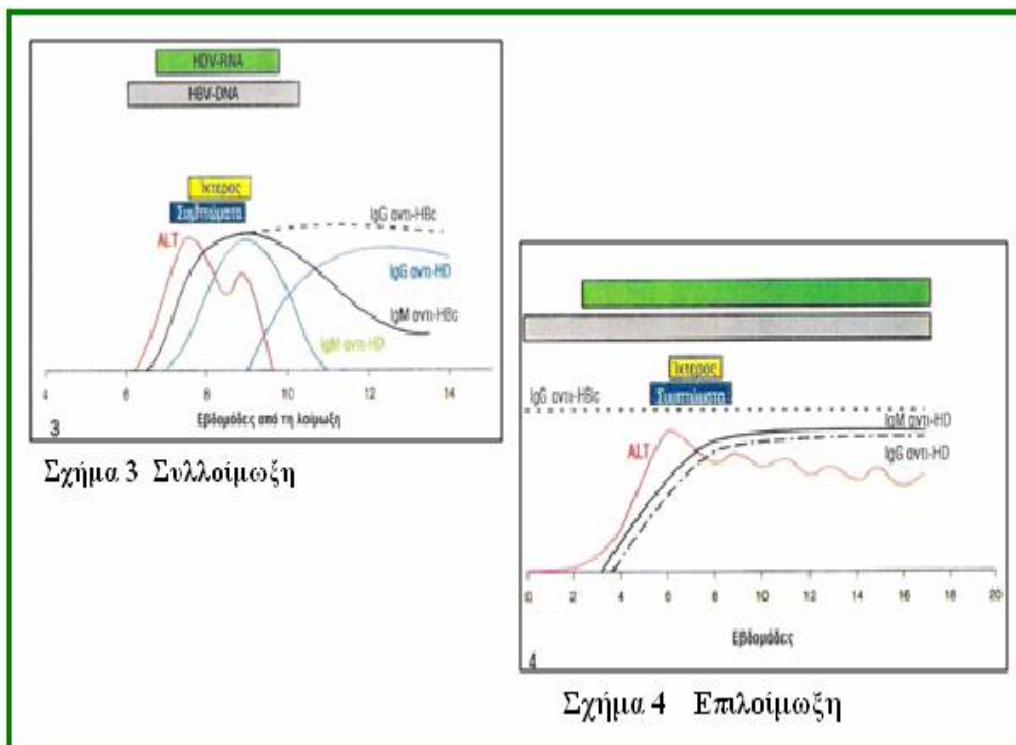 HDV-RNA
HBV-DNA
Ίκτερος
Συμπτώματα
ALT
IgG αντι-HBc
IgG αντι-HD
IgM αντι-HBc
IgM αντι-HD
4 6 8 10 12 14
Εβδομάδες από τη λοίμωξη
3
Σχήμα 3 Συλλοίμωξη
Ίκτερος
Συμπτώματα
IgG αντι-HBc
IgM αντι-HD
ALT
IgG αντι-HD
0 2 4 6 8 10 12 14 16 17 20
Εβδομάδες
4
Σχήμα 4 Επιλοίμωξη